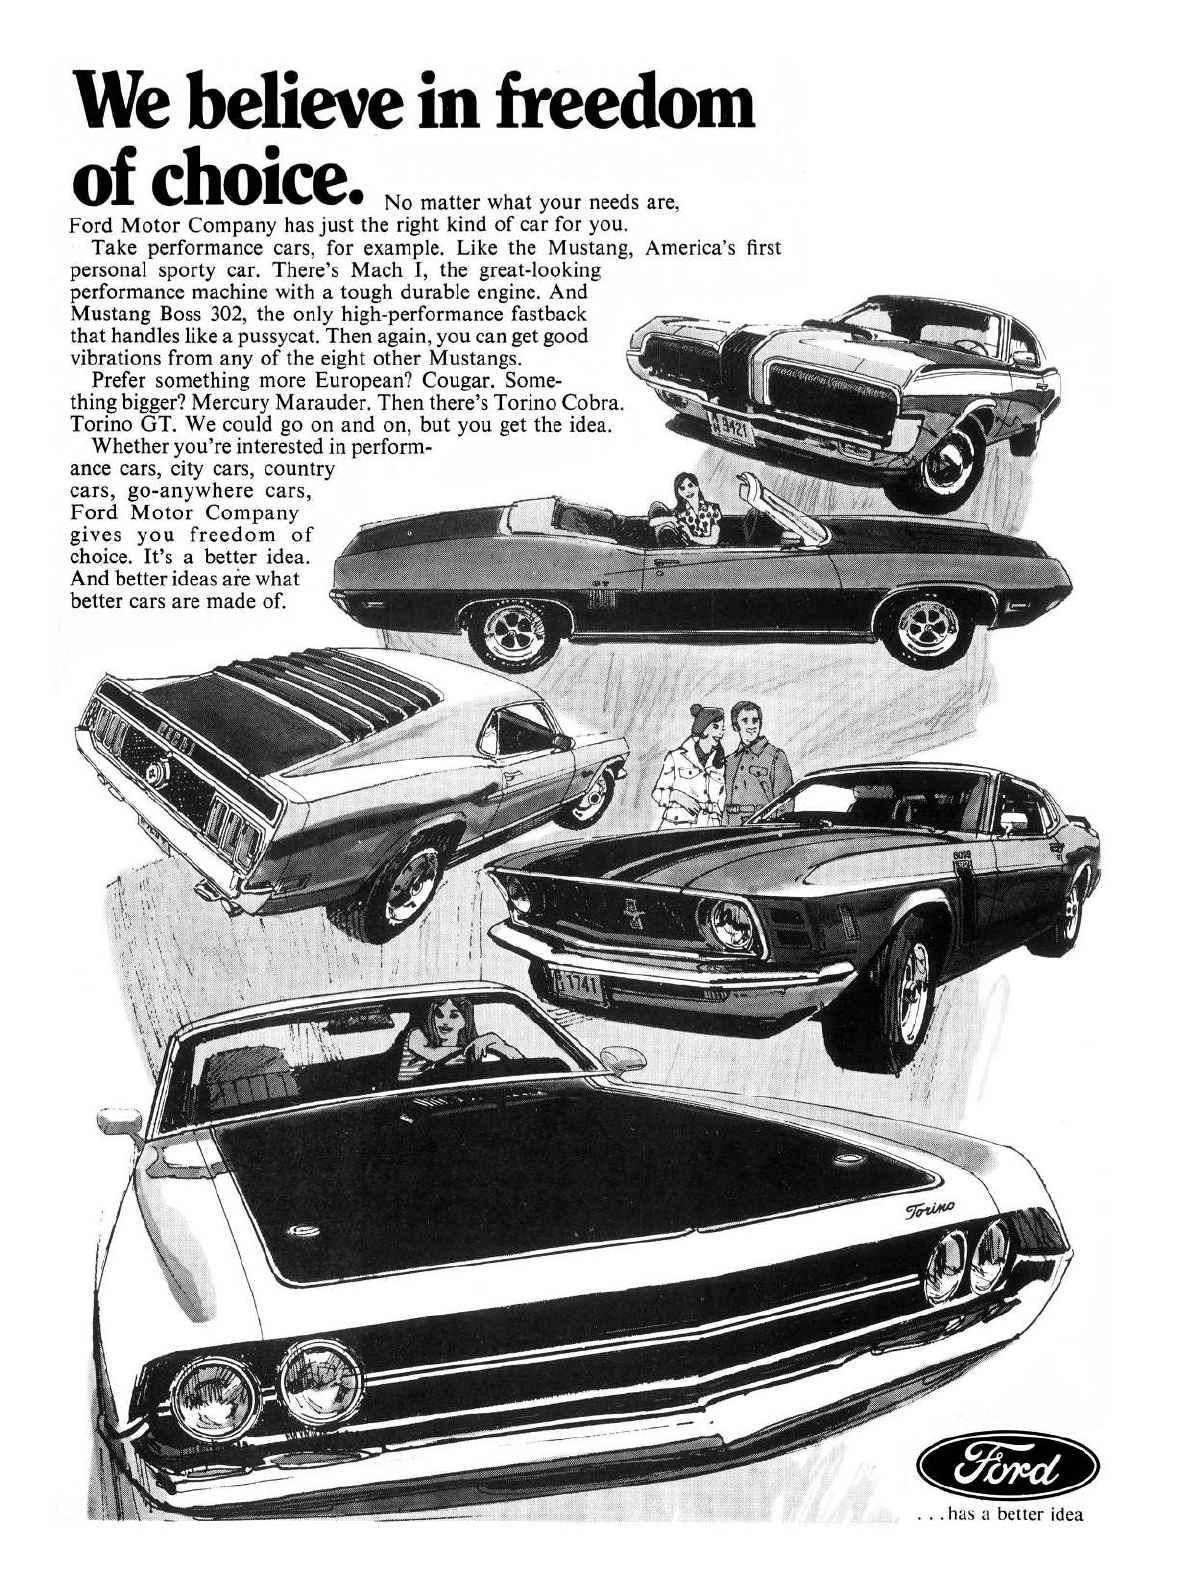 We believe in freedom
of choice. No matter what your needs are,
Ford Motor Company has just the right kind of car for you.
Take performance cars, for example. Like the Mustang, America's first
personal sporty car. There's Mach I, the great-looking
performance machine with a tough durable engine. And
Mustang Boss 302, the only high-performance fastback
that handles like a pussycat. Then again, you can get good
vibrations from any of the eight other Mustangs.
Prefer something more European? Cougar. Some-
thing bigger? Mercury Marauder. Then there's Torino Cobra.
Torino GT. We could go on and on, but you get the idea.
Whether you're interested in perform-
ance cars, city cars, country
cars, go-anywhere cars,
Ford Motor Company
gives you freedom of
choice. It's a better idea.
And better ideas are what
better cars are made of.
9421
GT
1741
Torino
Ford
...has a better idea